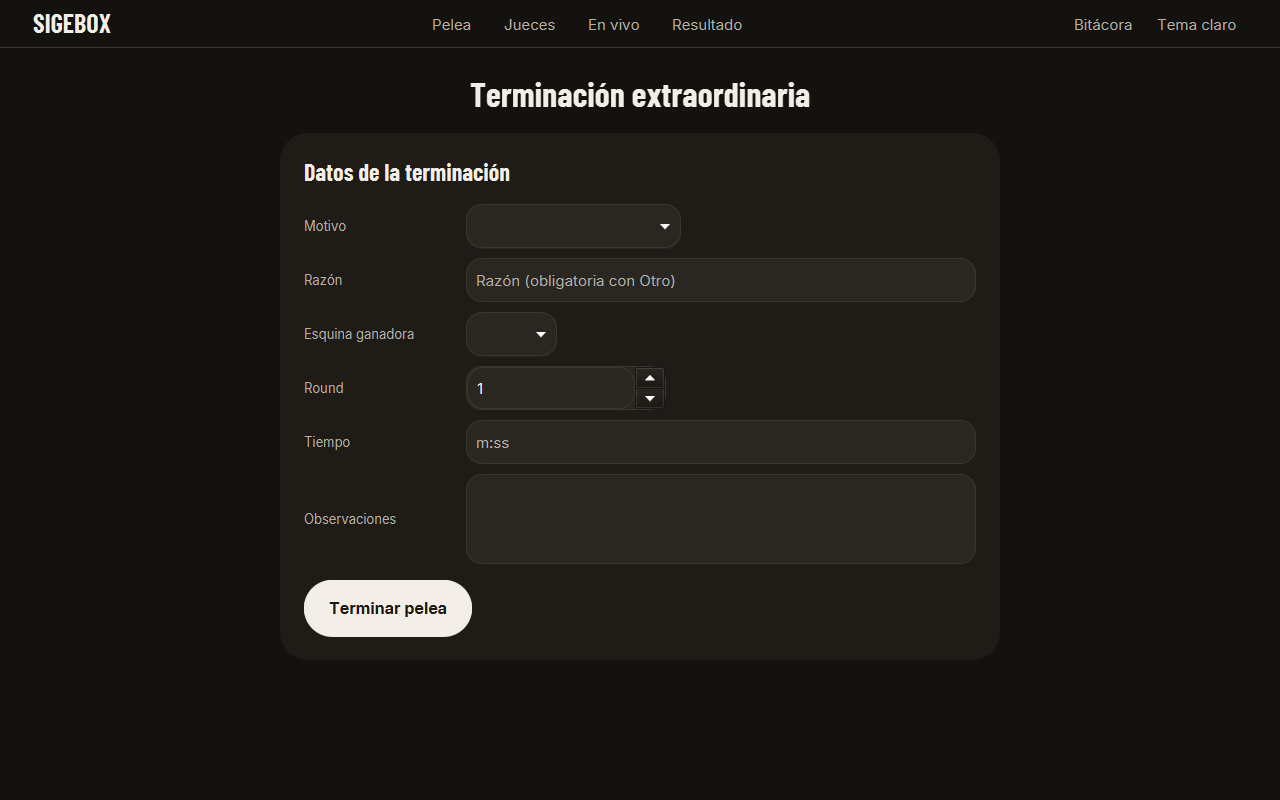 SIGEBOX
Pelea Jueces En vivo Resultado
Bitácora Tema claro
Terminación extraordinaria
Datos de la terminación
Motivo
Razón
Razón (obligatoria con Otro)
Esquina ganadora
Round
1
Tiempo
m:ss
Observaciones
Terminar pelea